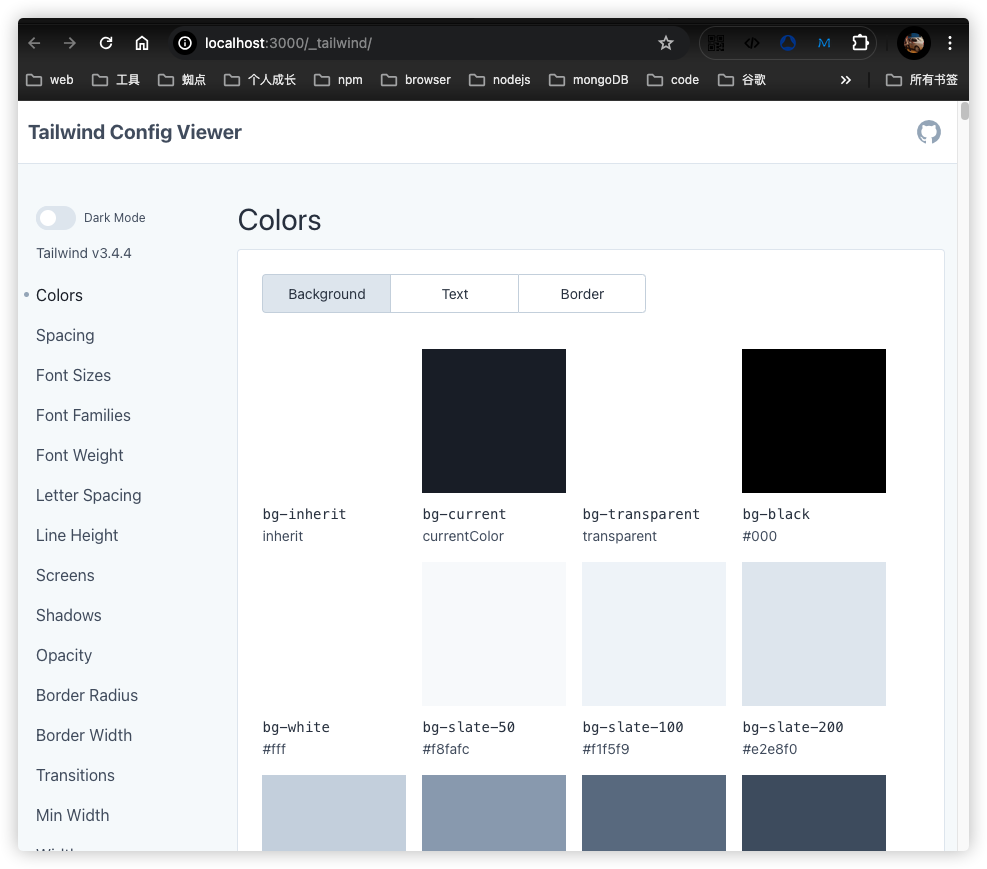 localhost:3000/_tailwind/
web
工具
蜘点
个人成长
npm
browser
nodejs
mongoDB
code
谷歌
»
所有书签
Tailwind Config Viewer
Dark Mode
Tailwind v3.4.4
Colors
Spacing
Font Sizes
Font Families
Font Weight
Letter Spacing
Line Height
Screens
Shadows
Opacity
Border Radius
Border Width
Transitions
Min Width
Colors
Background Text Border
bg-inherit bg-current bg-transparent bg-black
inherit currentColor transparent #000
bg-white bg-slate-50 bg-slate-100 bg-slate-200
#fff #f8fafc #f1f5f9 #e2e8f0